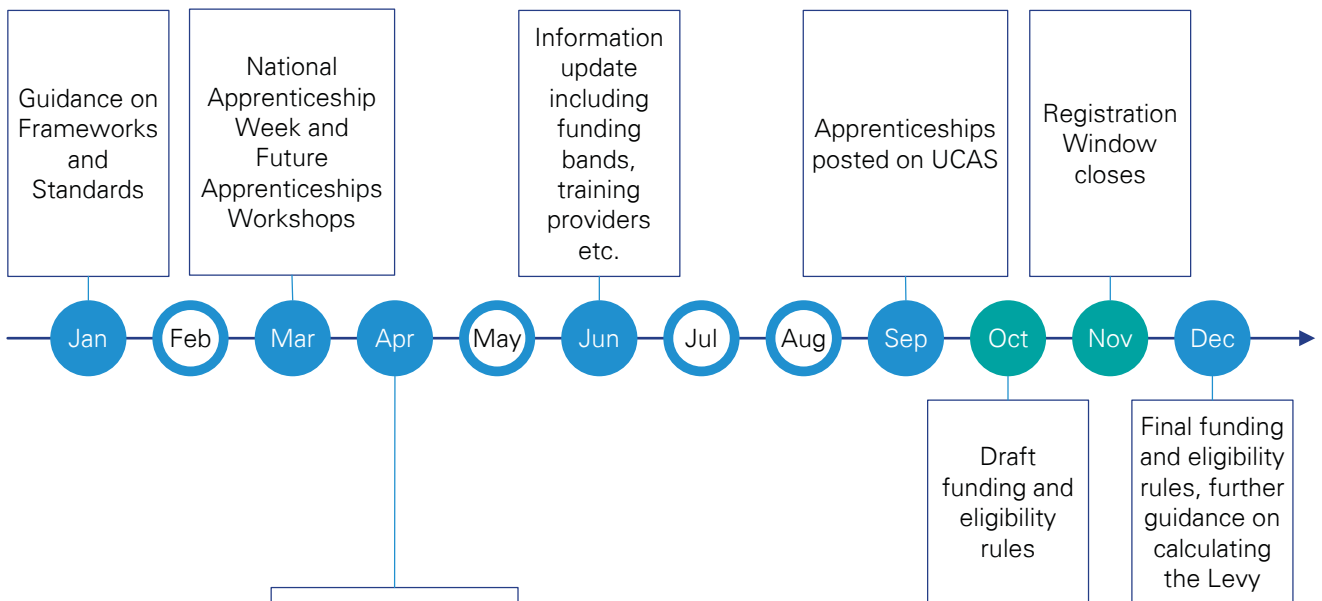 Guidance on
Frameworks
and
Standards
National
Apprenticeship
Week and
Future
Apprenticeships
Workshops
Information
update
including
funding
bands,
training
providers
etc.
Apprenticeships
posted on UCAS
Registration
Window
closes
Jan
Feb
Mar
Apr
May
Jun
Jul
Aug
Sep
Oct
Nov
Dec
Draft
funding and
eligibility
rules
Final funding
and eligibility
rules, further
guidance on
calculating
the Levy